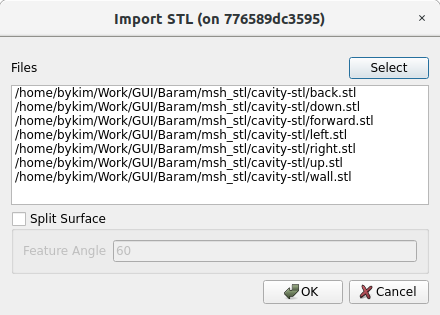 Import STL (on 776589dc3595)
×
Files
Select
/home/bykim/Work/GUI/Baram/msh_stl/cavity-stl/back.stl
/home/bykim/Work/GUI/Baram/msh_stl/cavity-stl/down.stl
/home/bykim/Work/GUI/Baram/msh_stl/cavity-stl/forward.stl
/home/bykim/Work/GUI/Baram/msh_stl/cavity-stl/left.stl
/home/bykim/Work/GUI/Baram/msh_stl/cavity-stl/right.stl
/home/bykim/Work/GUI/Baram/msh_stl/cavity-stl/up.stl
/home/bykim/Work/GUI/Baram/msh_stl/cavity-stl/wall.stl
Split Surface
Feature Angle 60
OK Cancel